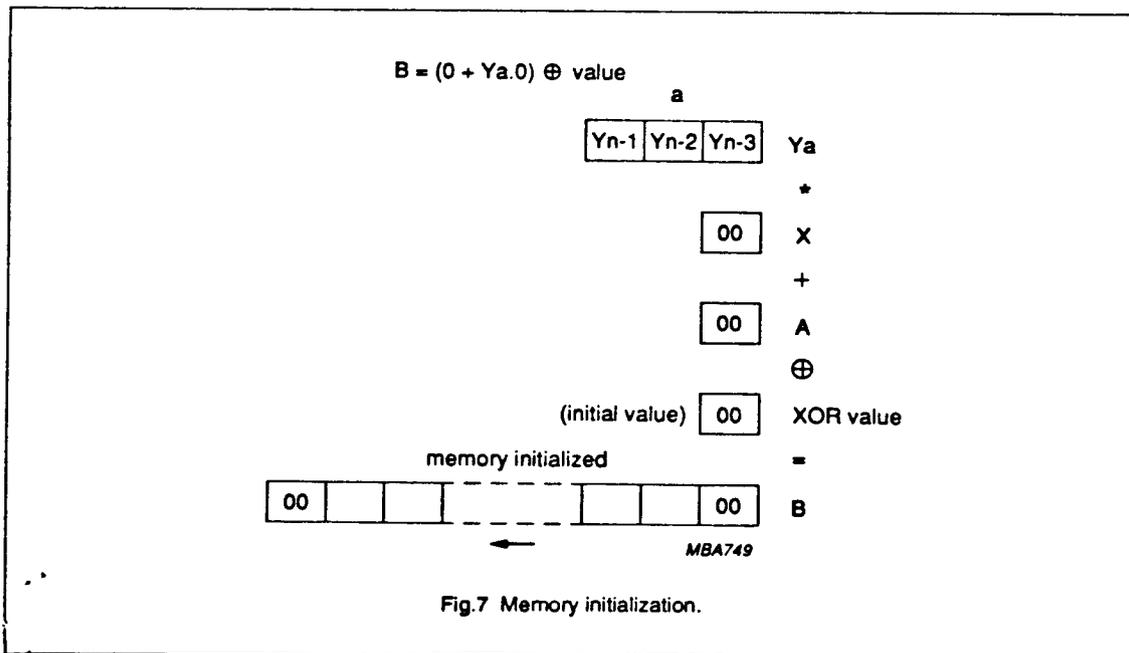 B = (0 + Ya.0) ⊕ value
a
Yn-1 Yn-2 Yn-3 Ya
*
00 X
+
00 A
⊕
(initial value) 00 XOR value
memory initialized =
00 00 B
MBA749
Fig.7 Memory initialization.